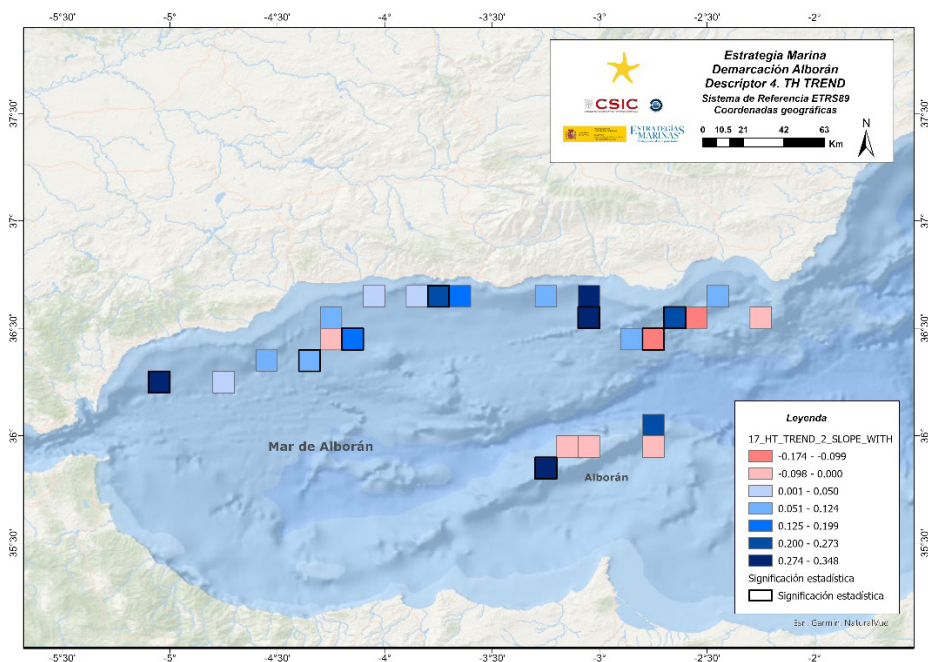 -5°30'
-5°
-4°30'
-4°
-3°30'
-3°
-2°30'
-2°
Estrategia Marina
Demarcación Alborán
Descriptor 4. TH TREND
Sistema de Referencia ETRS89
Coordenadas geográficas
CSIC
ESTRATEGIAS
MARINAS
0 10.5 21 42 63
Km
N
37°30'
37°30'
37°
37°
36°30'
36°30'
36°
36°
35°30'
35°30'
Mar de Alborán
Alborán
Leyenda
17_HT_TREND_2_SLOPE_WITH
-0.174 - -0.099
-0.098 - 0.000
0.001 - 0.050
0.051 - 0.124
0.125 - 0.199
0.200 - 0.273
0.274 - 0.348
Significación estadística
Significación estadística
Esri, Garmin, NaturalVue
-5°30'
-5°
-4°30'
-4°
-3°30'
-3°
-2°30'
-2°